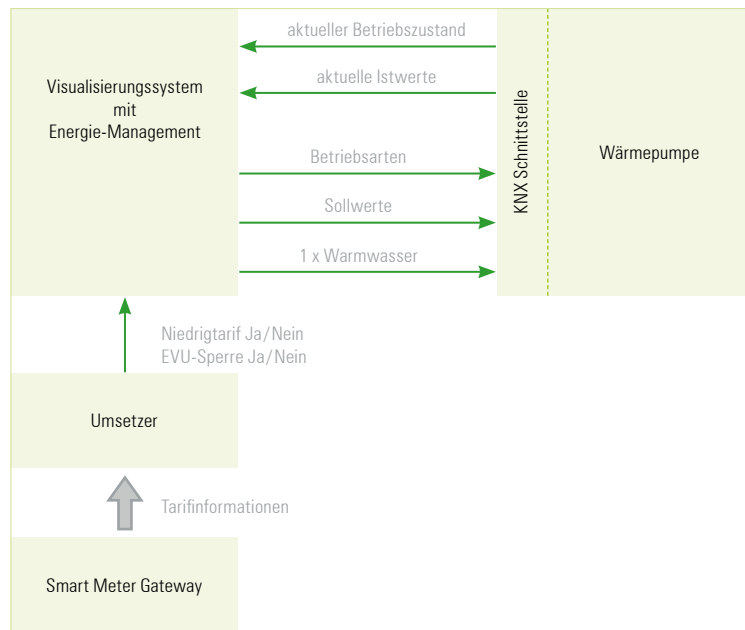 aktueller Betriebszustand
aktuelle Istwerte
Visualisierungssystem
mit
Energie-Management
Betriebsarten
Sollwerte
1 x Warmwasser
KNX Schnittstelle
Wärmepumpe
Niedrigtarif Ja/Nein
EVU-Sperre Ja/Nein
Umsetzer
Tarifinformationen
Smart Meter Gateway